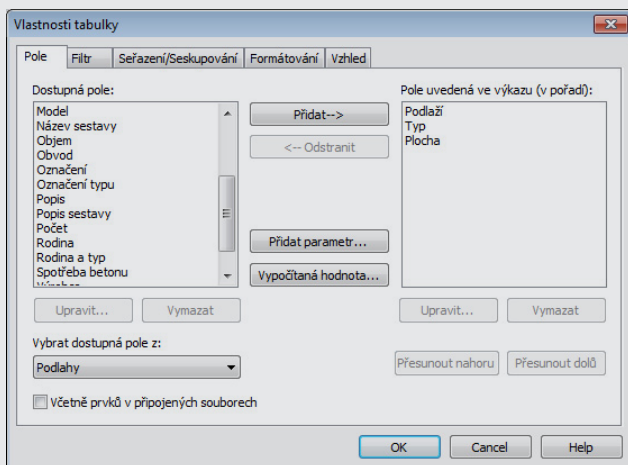 Vlastnosti tabulky
Pole
Filtr
Seřazení/Seskupování
Formátování
Vzhled
Dostupná pole:
Model
Název sestavy
Objem
Obvod
Označení
Označení typu
Popis
Popis sestavy
Počet
Rodina
Rodina a typ
Spotřeba betonu
Přidat-->
<-- Odstranit
Přidat parametr...
Vypočítaná hodnota...
Pole uvedená ve výkazu (v pořadí):
Podlaží
Typ
Plocha
Upravit...
Vymazat
Upravit...
Vymazat
Vybrat dostupná pole z:
Podlahy
Přesunout nahoru
Přesunout dolů
Včetně prvků v připojených souborech
OK
Cancel
Help